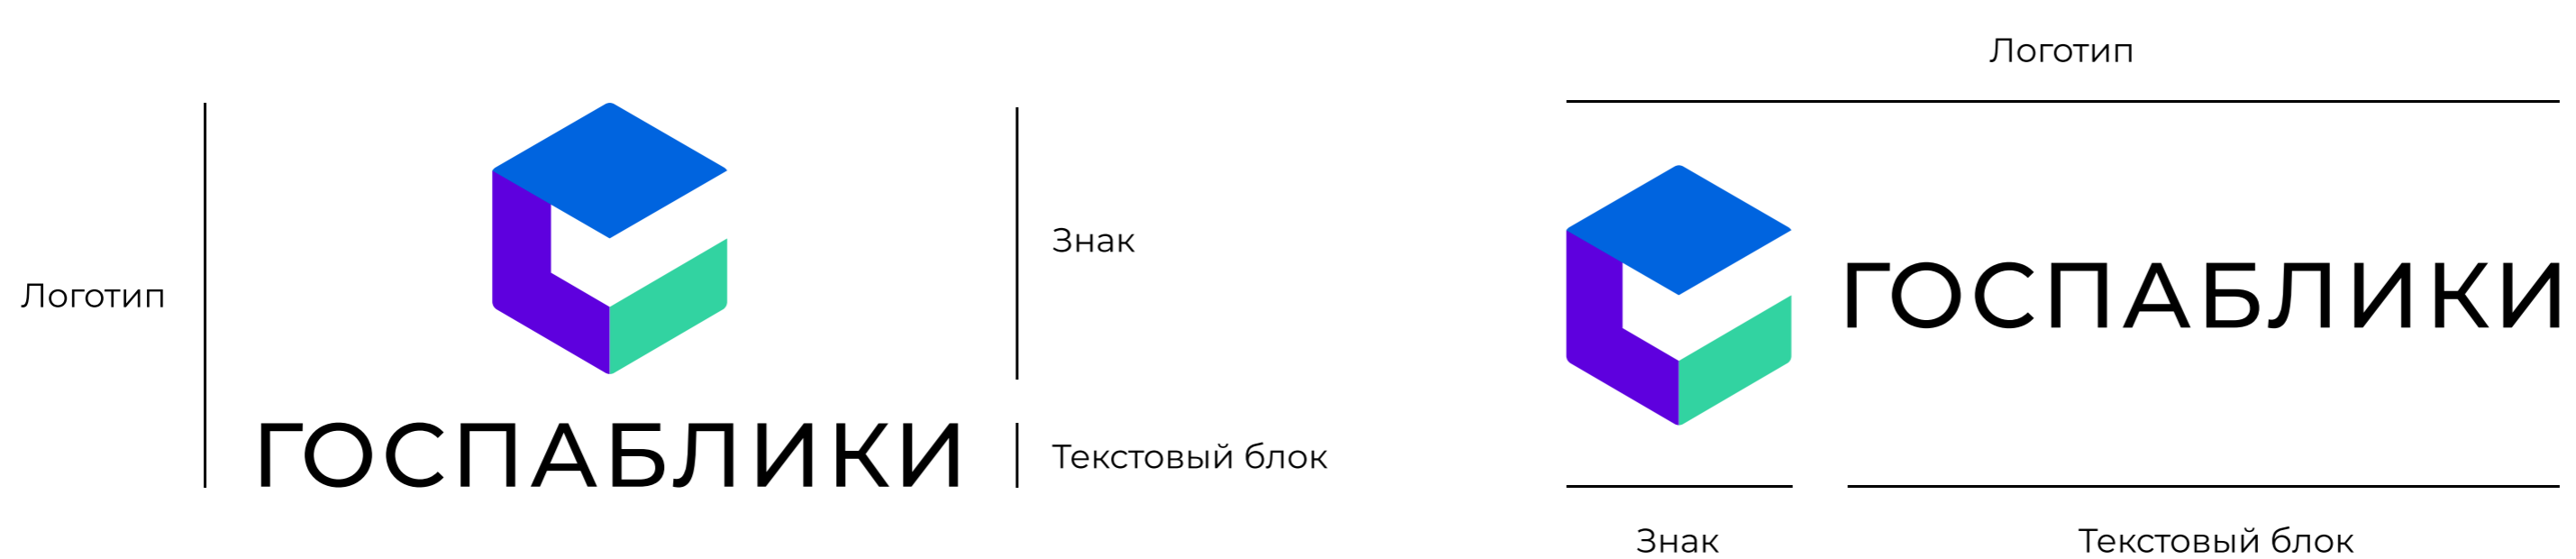 Логотип
Знак
ГОСПАБЛИКИ
Текстовый блок
Логотип
ГОСПАБЛИКИ
Знак
Текстовый блок